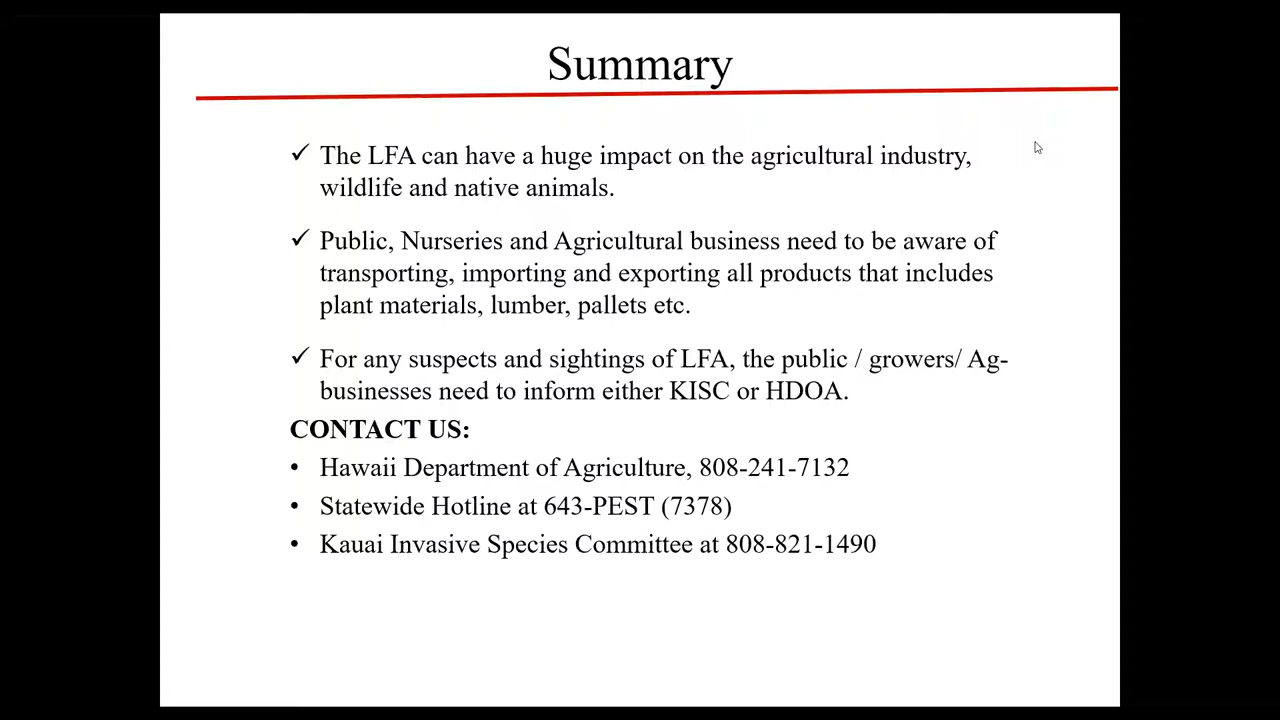 Summary
✓ The LFA can have a huge impact on the agricultural industry,
wildlife and native animals.
✓ Public, Nurseries and Agricultural business need to be aware of
transporting, importing and exporting all products that includes
plant materials, lumber, pallets etc.
✓ For any suspects and sightings of LFA, the public / growers/ Ag-
businesses need to inform either KISC or HDOA.
CONTACT US:
• Hawaii Department of Agriculture, 808-241-7132
• Statewide Hotline at 643-PEST (7378)
• Kauai Invasive Species Committee at 808-821-1490